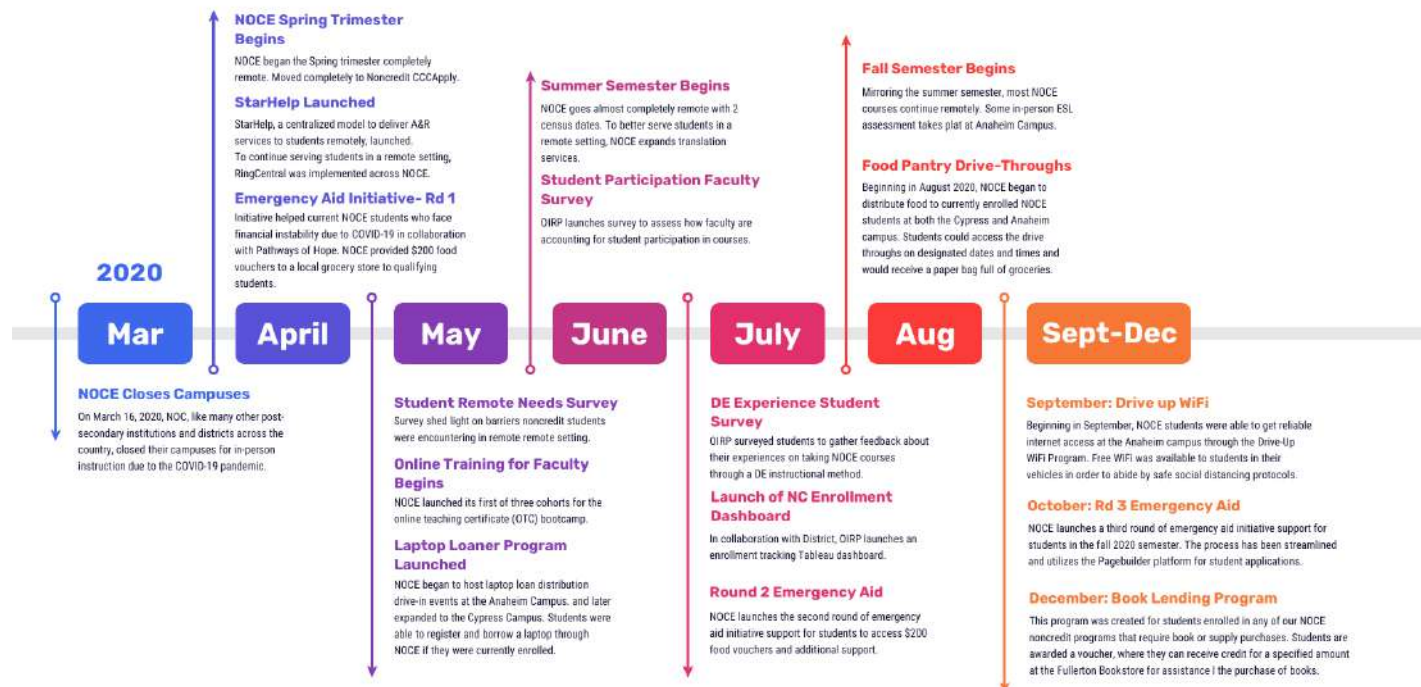 2020
Mar
NOCE Closes Campuses
On March 16, 2020, NOC, like many other post-
secondary institutions and districts across the
country, closed their campuses for in-person
instruction due to the COVID-19 pandemic.
NOCE Spring Trimester
Begins
NOCE began the Spring trimester completely
remote. Moved completely to Noncredit CCCApply.
StarHelp Launched
StarHelp, a centralized model to deliver A&R
services to students remotely, launched.
To continue serving students in a remote setting,
RingCentral was implemented across NOCE.
Emergency Aid Initiative- Rd 1
Initiative helped current NOCE students who face
financial instability due to COVID-19 in collaboration
with Pathways of Hope. NOCE provided $200 food
vouchers to a local grocery store to qualifying
students.
April
May
Student Remote Needs Survey
Survey shed light on barriers noncredit students
were encountering in remote remote setting.
Online Training for Faculty
Begins
NOCE launched its first of three cohorts for the
online teaching certificate (OTC) bootcamp.
Laptop Loaner Program
Launched
NOCE began to host laptop loan distribution
drive-in events at the Anaheim Campus. and later
expanded to the Cypress Campus. Students were
able to register and borrow a laptop through
NOCE if they were currently enrolled.
Summer Semester Begins
NOCE goes almost completely remote with 2
census dates. To better serve students in a
remote setting, NOCE expands translation
services.
Student Participation Faculty
Survey
OIRP launches survey to assess how faculty are
accounting for student participation in courses.
June
July
DE Experience Student
Survey
OIRP surveyed students to gather feedback about
their experiences on taking NOCE courses
through a DE instructional method.
Launch of NC Enrollment
Dashboard
In collaboration with District, OIRP launches an
enrollment tracking Tableau dashboard.
Round 2 Emergency Aid
NOCE launches the second round of emergency
aid initiative support for students to access $200
food vouchers and additional support.
Fall Semester Begins
Mirroring the summer semester, most NOCE
courses continue remotely. Some in-person ESL
assessment takes plat at Anaheim Campus.
Food Pantry Drive-Throughs
Beginning in August 2020, NOCE began to
distribute food to currently enrolled NOCE
students at both the Cypress and Anaheim
campus. Students could access the drive
throughs on designated dates and times and
would receive a paper bag full of groceries.
Aug
Sept-Dec
September: Drive up WiFi
Beginning in September, NOCE students were able to get reliable
internet access at the Anaheim campus through the Drive-Up
WiFi Program. Free WiFi was available to students in their
vehicles in order to abide by safe social distancing protocols.
October: Rd 3 Emergency Aid
NOCE launches a third round of emergency aid initiative support for
students in the fall 2020 semester. The process has been streamlined
and utilizes the Pagebuilder platform for student applications.
December: Book Lending Program
This program was created for students enrolled in any of our NOCE
noncredit programs that require book or supply purchases. Students are
awarded a voucher, where they can receive credit for a specified amount
at the Fullerton Bookstore for assistance I the purchase of books.